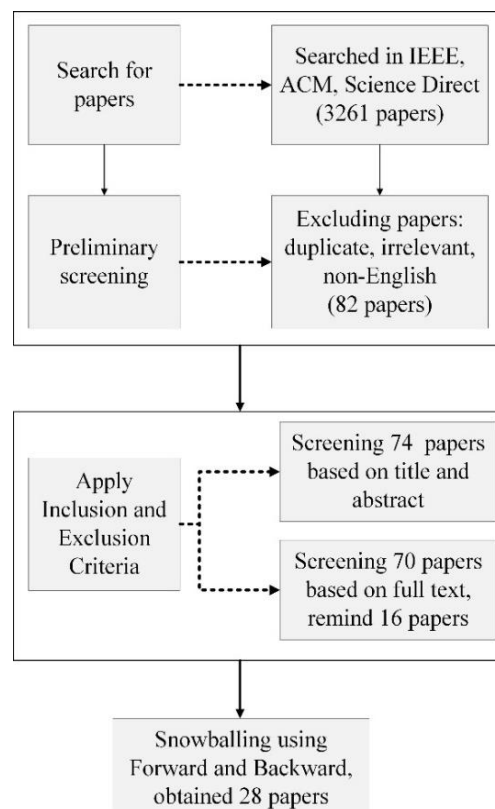 Search for
papers
Searched in IEEE,
ACM, Science Direct
(3261 papers)
Preliminary
screening
Excluding papers:
duplicate, irrelevant,
non-English
(82 papers)
Apply
Inclusion and
Exclusion
Criteria
Screening 74 papers
based on title and
abstract
Screening 70 papers
based on full text,
remind 16 papers
Snowballing using
Forward and Backward,
obtained 28 papers